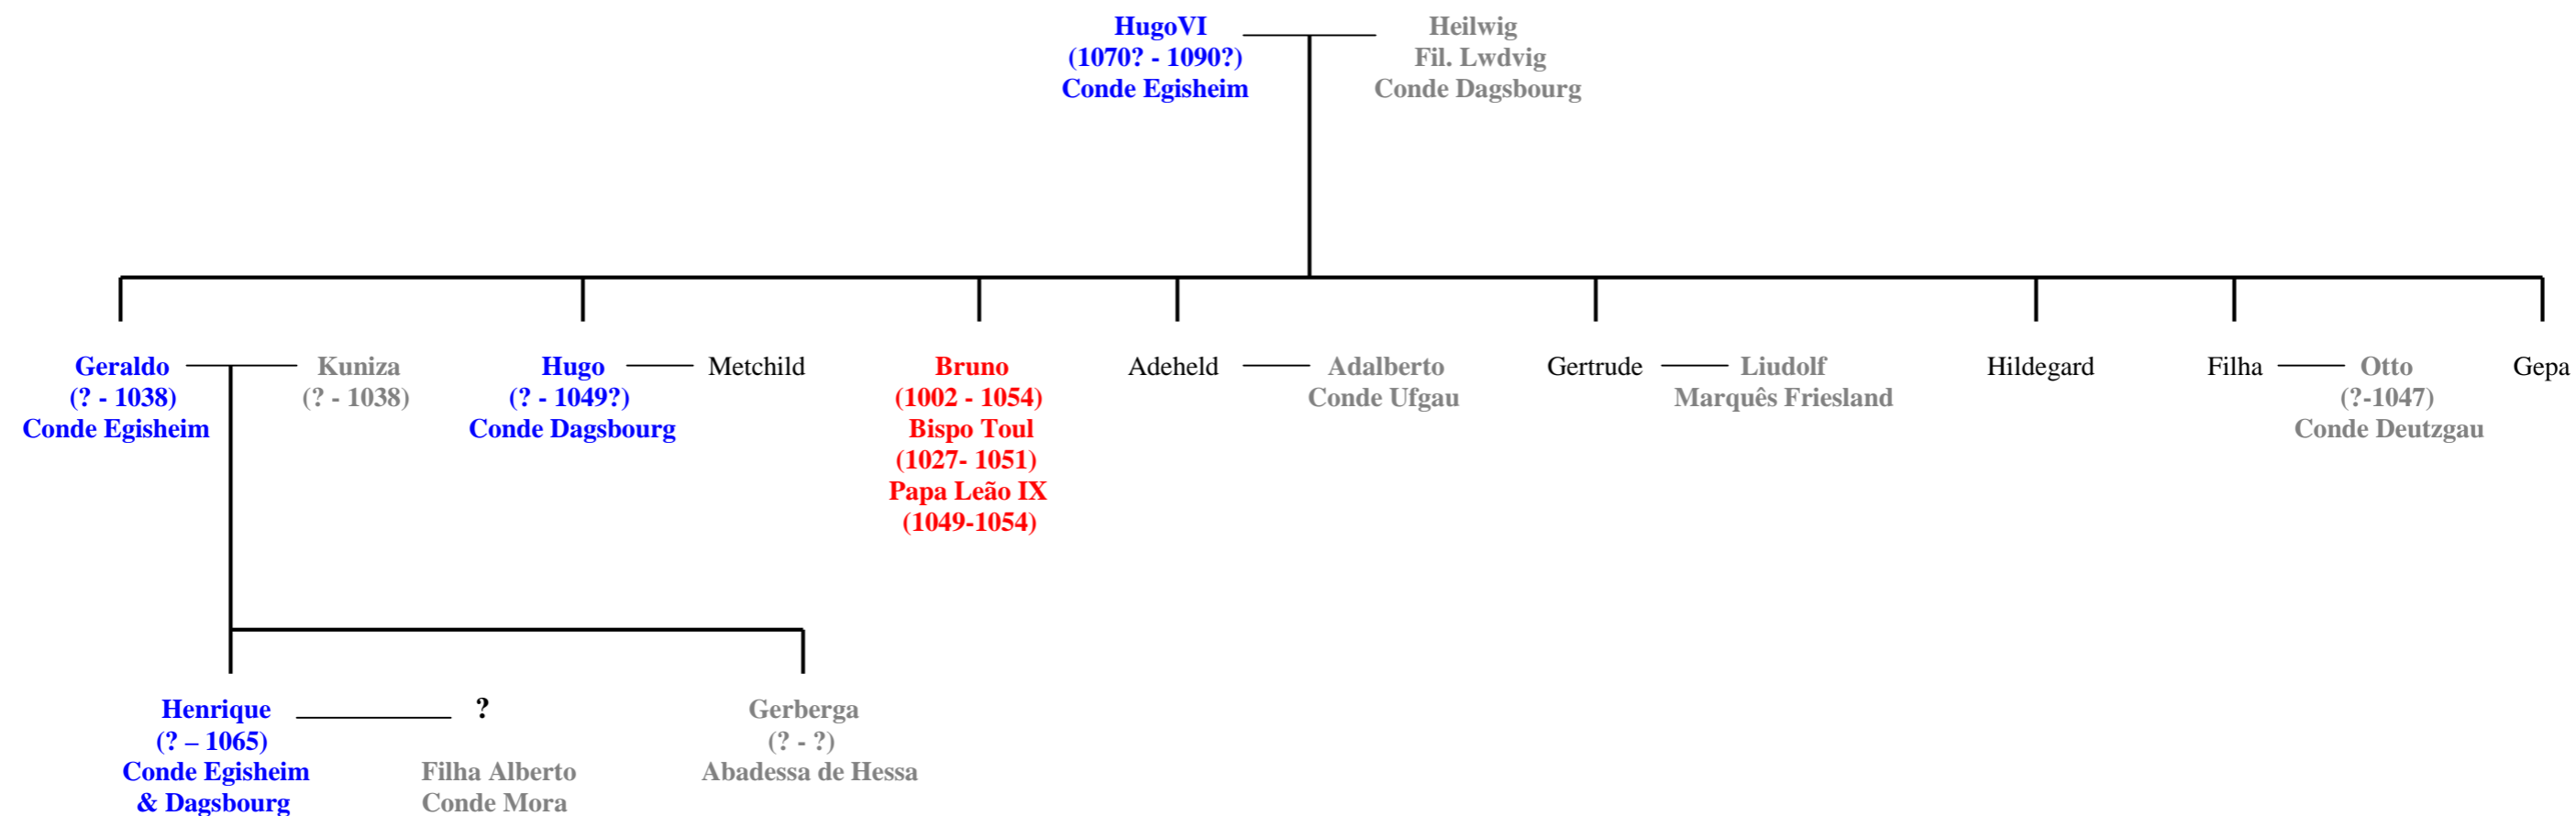 HugoVI
(1070? - 1090?)
Conde Egisheim
Heilwig
Fil. Lwdvig
Conde Dagsbourg
Geraldo
(? - 1038)
Conde Egisheim
Kuniza
(? - 1038)
Hugo
(? - 1049?)
Conde Dagsbourg
Metchild
Bruno
(1002 - 1054)
Bispo Toul
(1027- 1051)
Papa Leão IX
(1049-1054)
Adeheld
Adalberto
Conde Ufgau
Gertrude
Liudolf
Marquês Friesland
Hildegard
Filha
Otto
(?-1047)
Conde Deutzgau
Gepa
Henrique
(? – 1065)
Conde Egisheim
& Dagsbourg
?
Filha Alberto
Conde Mora
Gerberga
(? - ?)
Abadessa de Hessa